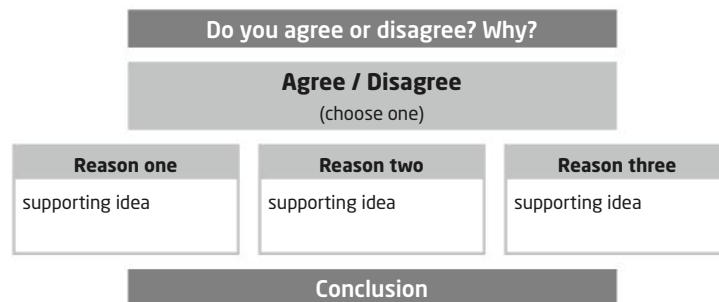 Do you agree or disagree? Why?
Agree / Disagree
(choose one)
Reason one
supporting idea
Reason two
supporting idea
Reason three
supporting idea
Conclusion